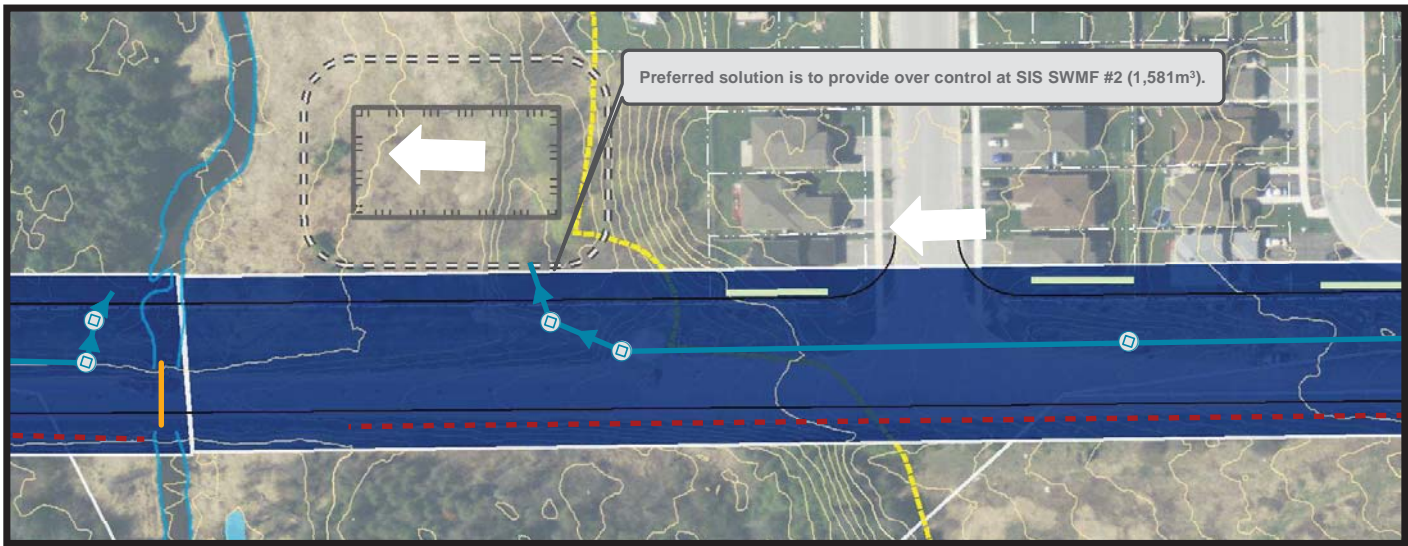 Preferred solution is to provide over control at SIS SWMF #2 (1,581m³).